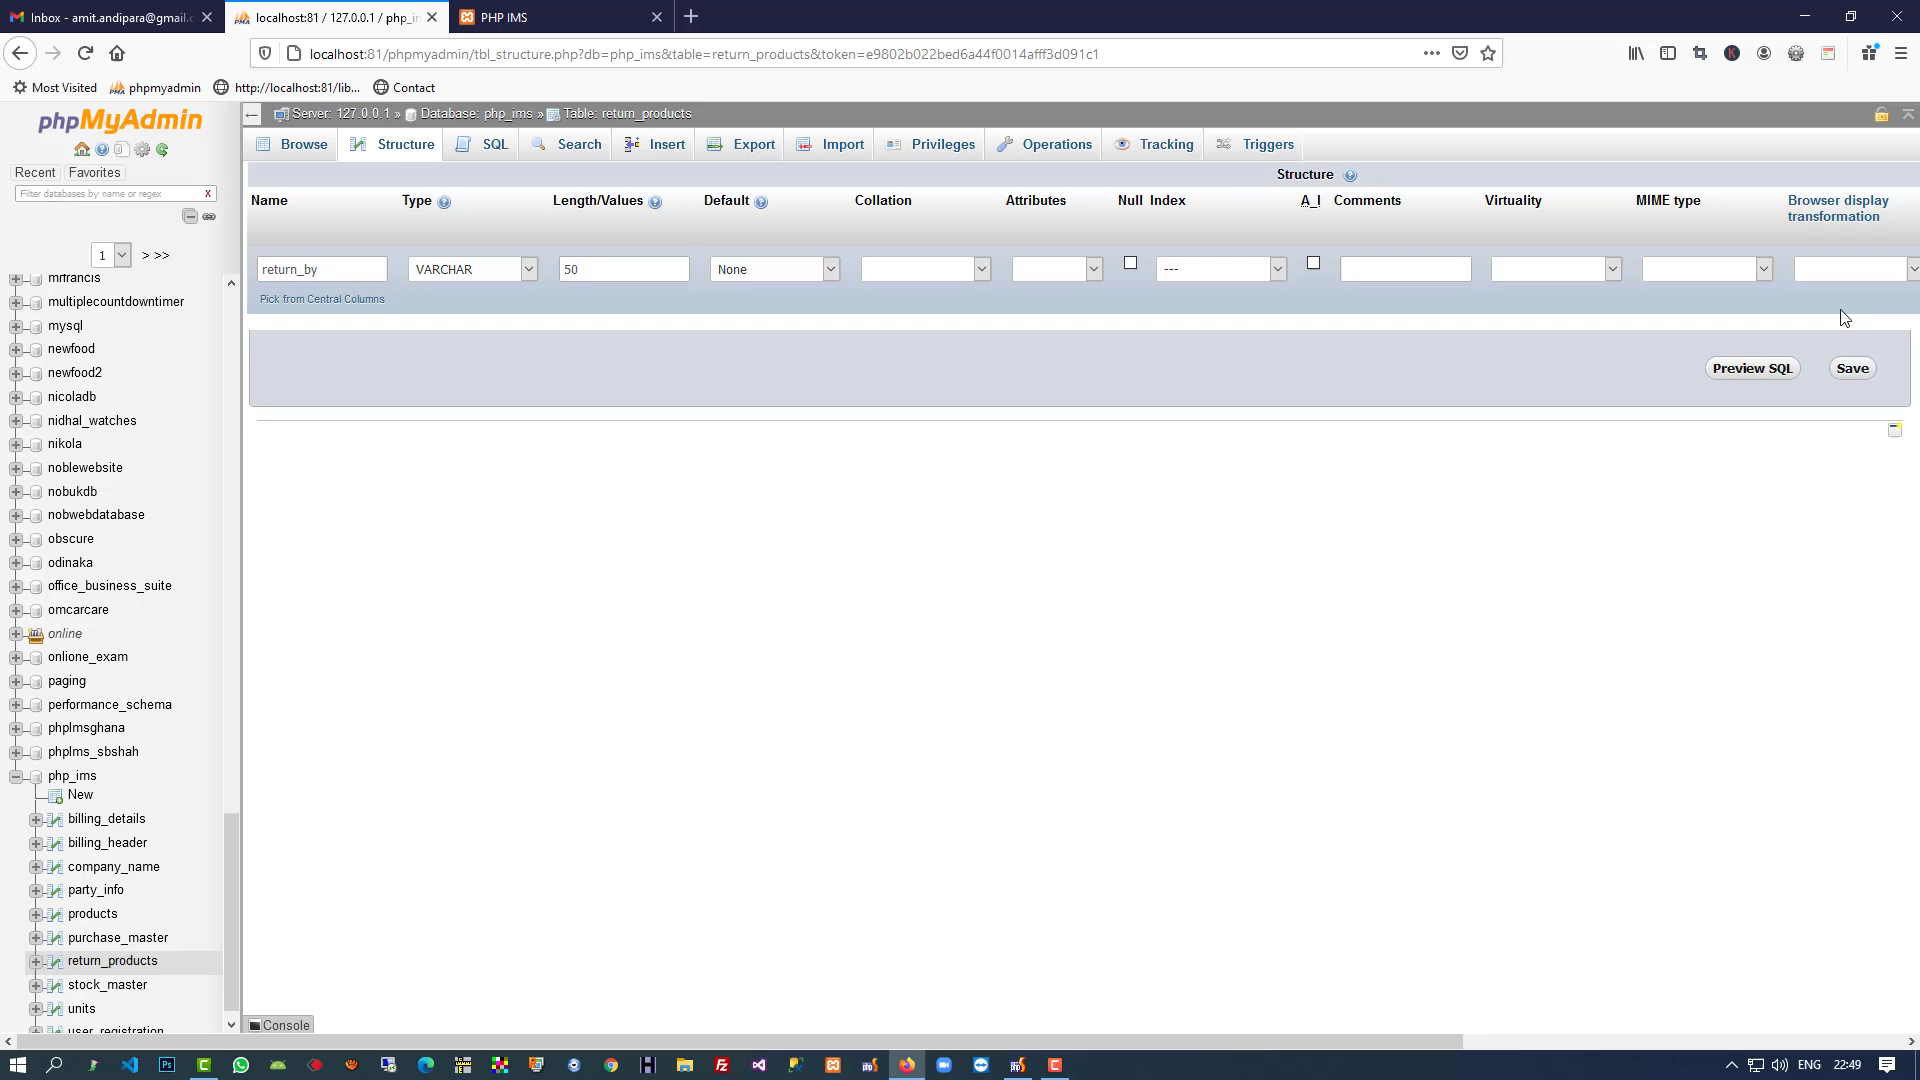 Inbox - amit.andipara@gmail.c
localhost:81 / 127.0.0.1 / php_i
PHP IMS
localhost:81/phpmyadmin/tbl_structure.php?db=php_ims&table=return_products&token=e9802b022bed6a44f0014afff3d091c1
Most Visited
phpmyadmin
http://localhost:81/lib...
Contact
phpMyAdmin
Server: 127.0.0.1 » Database: php_ims » Table: return_products
Browse
Structure
SQL
Search
Insert
Export
Import
Privileges
Operations
Tracking
Triggers
Recent
Favorites
Filter databases by name or regex
X
1
> >>
Structure
Name
Type
Length/Values
Default
Collation
Attributes
Null
Index
A_I
Comments
Virtuality
MIME type
Browser display
transformation
return_by
VARCHAR
50
None
---
Pick from Central Columns
Preview SQL
Save
mrfrancis
multiplecountdowntimer
mysql
newfood
newfood2
nicoladb
nidhal_watches
nikola
noblewebsite
nobukdb
nobwebdatabase
obscure
odinaka
office_business_suite
omcarcare
online
onlione_exam
paging
performance_schema
phplmsghana
phplms_sbshah
php_ims
New
billing_details
billing_header
company_name
party_info
products
purchase_master
return_products
stock_master
units
user_registration
Console
ENG
22:49